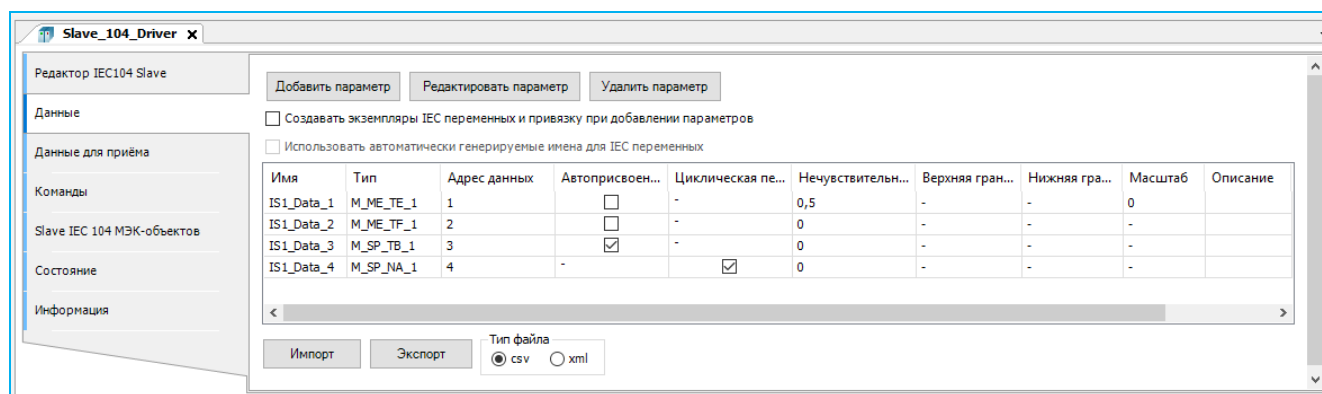 Slave_104_Driver x
Редактор IEC104 Slave
Данные
Данные для приёма
Команды
Slave IEC 104 МЭК-объектов
Состояние
Информация
Добавить параметр Редактировать параметр Удалить параметр
Создавать экземпляры IEC переменных и привязку при добавлении параметров
Использовать автоматически генерируемые имена для IEC переменных
Имя Тип Адрес данных Автоприсвоен... Циклическая пе... Нечувствительн... Верхняя гран... Нижняя гра... Масштаб Описание
IS1_Data_1 M_ME_TE_1 1 - 0,5 - - 0
IS1_Data_2 M_ME_TF_1 2 - 0 - - -
IS1_Data_3 M_SP_TB_1 3 - 0 - - -
IS1_Data_4 M_SP_NA_1 4 - 0 - - -
Импорт Экспорт Тип файла
csv xml